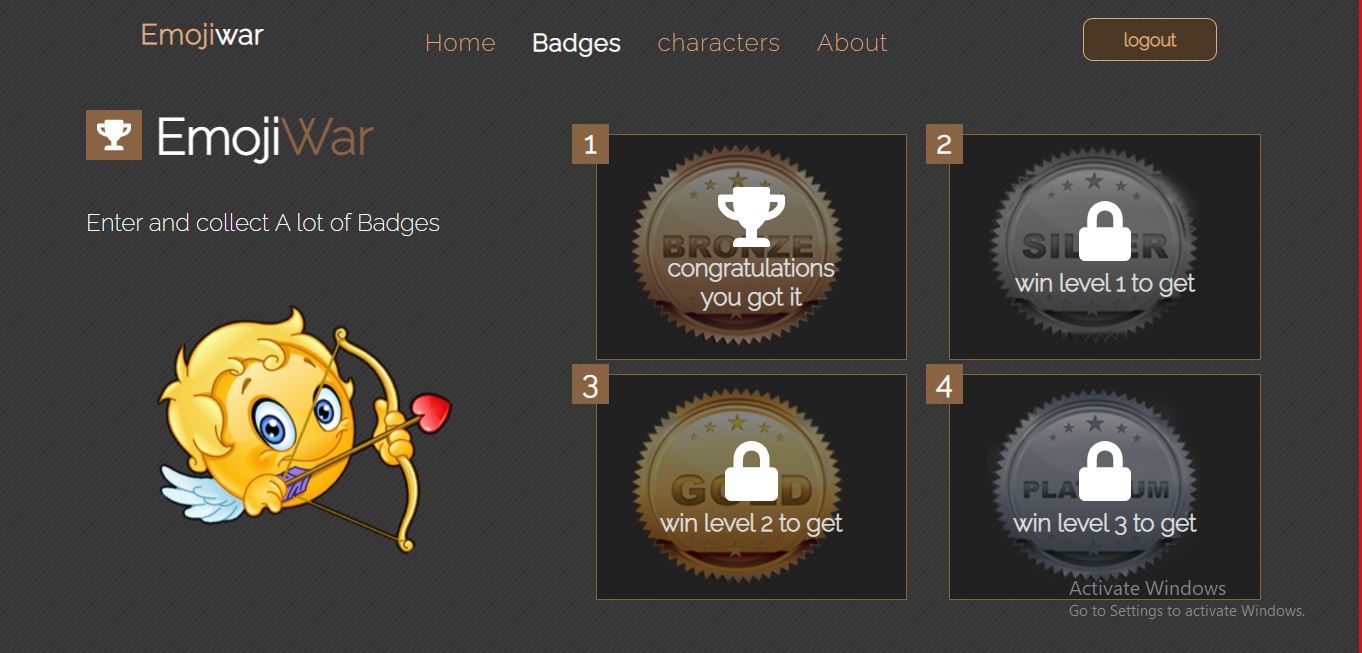 Emojiwar
Home
Badges
characters
About
logout
EmojiWar
Enter and collect A lot of Badges
1
BRONZE
congratulations
you got it
2
SILVER
win level 1 to get
3
GOLD
win level 2 to get
4
PLATINUM
win level 3 to get
Activate Windows
Go to Settings to activate Windows.